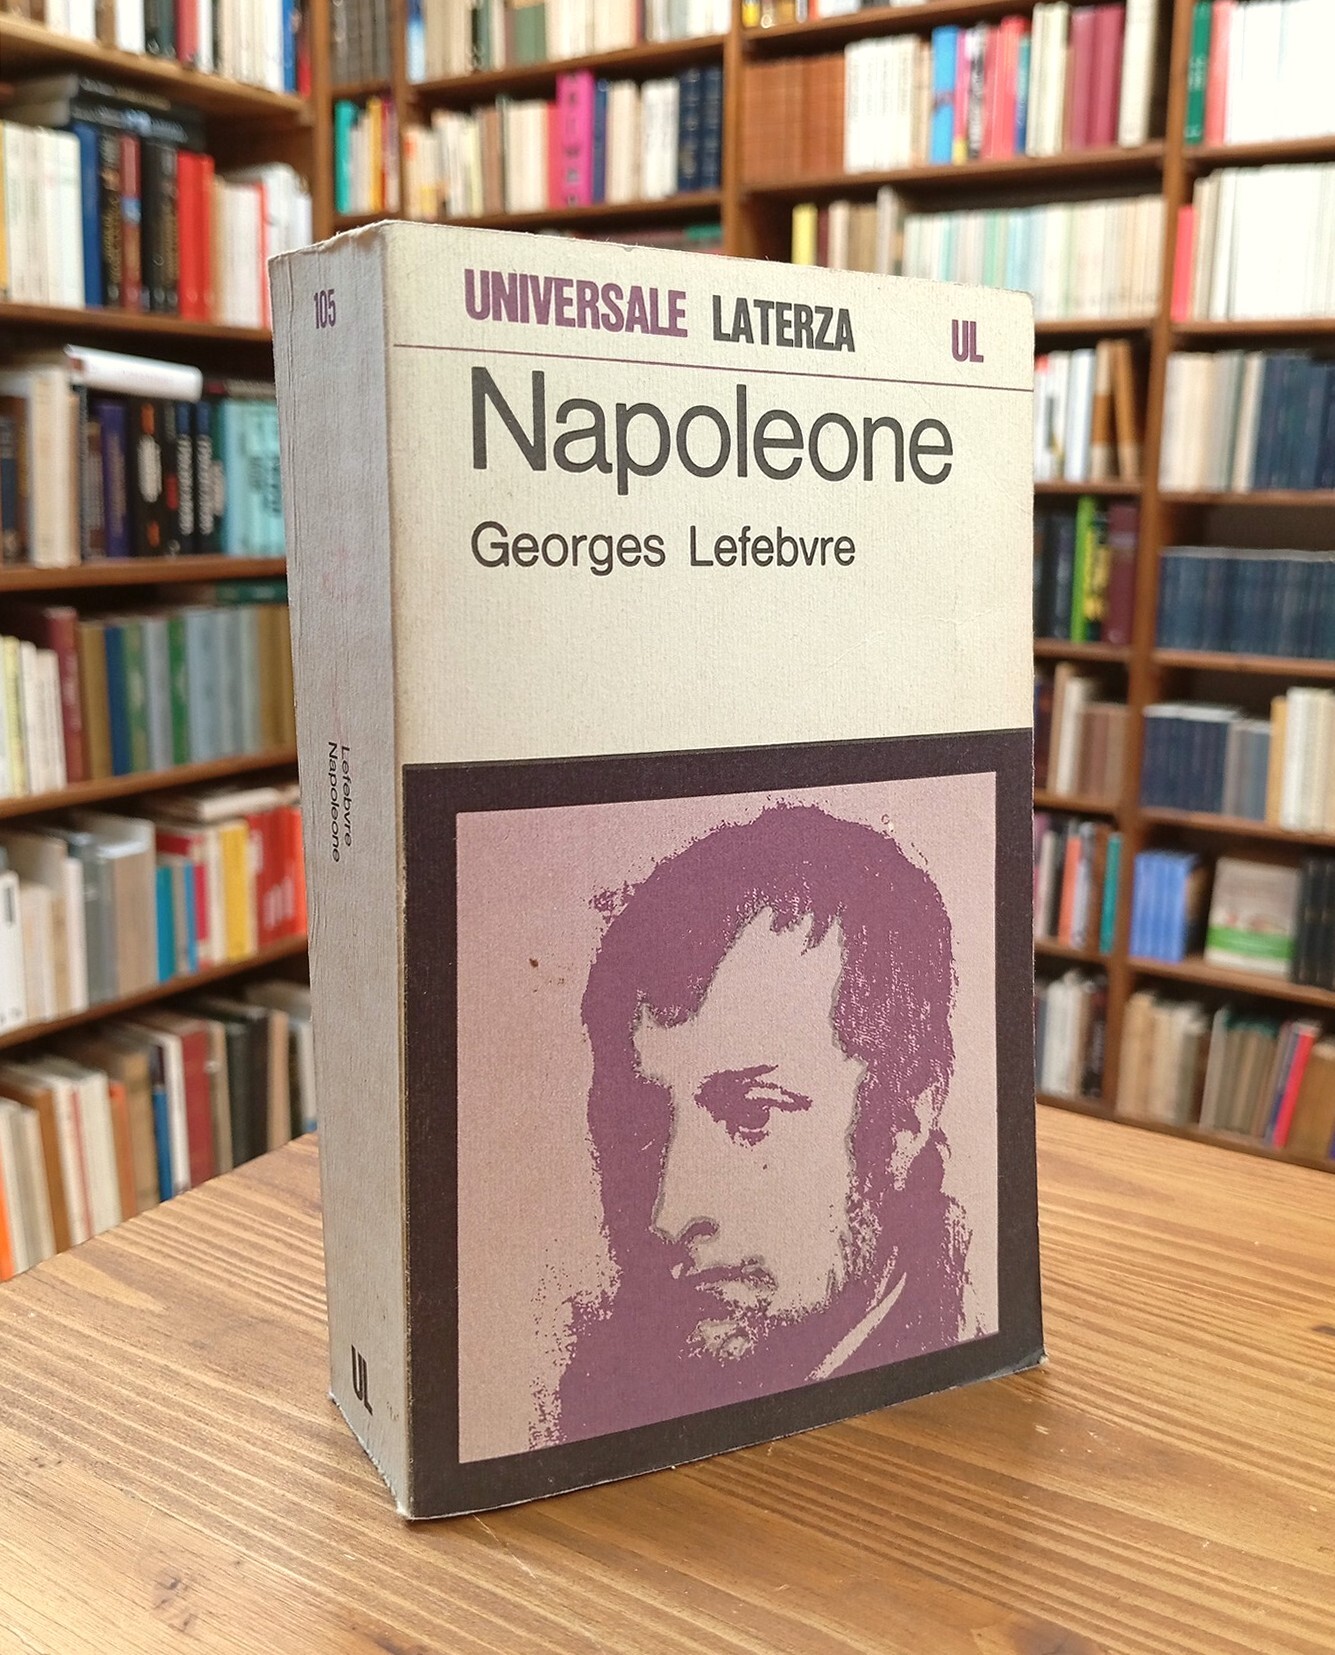 105
UNIVERSALE LATERZA UL
Napoleone
Georges Lefebvre
Lefebvre
Napoleone
UL